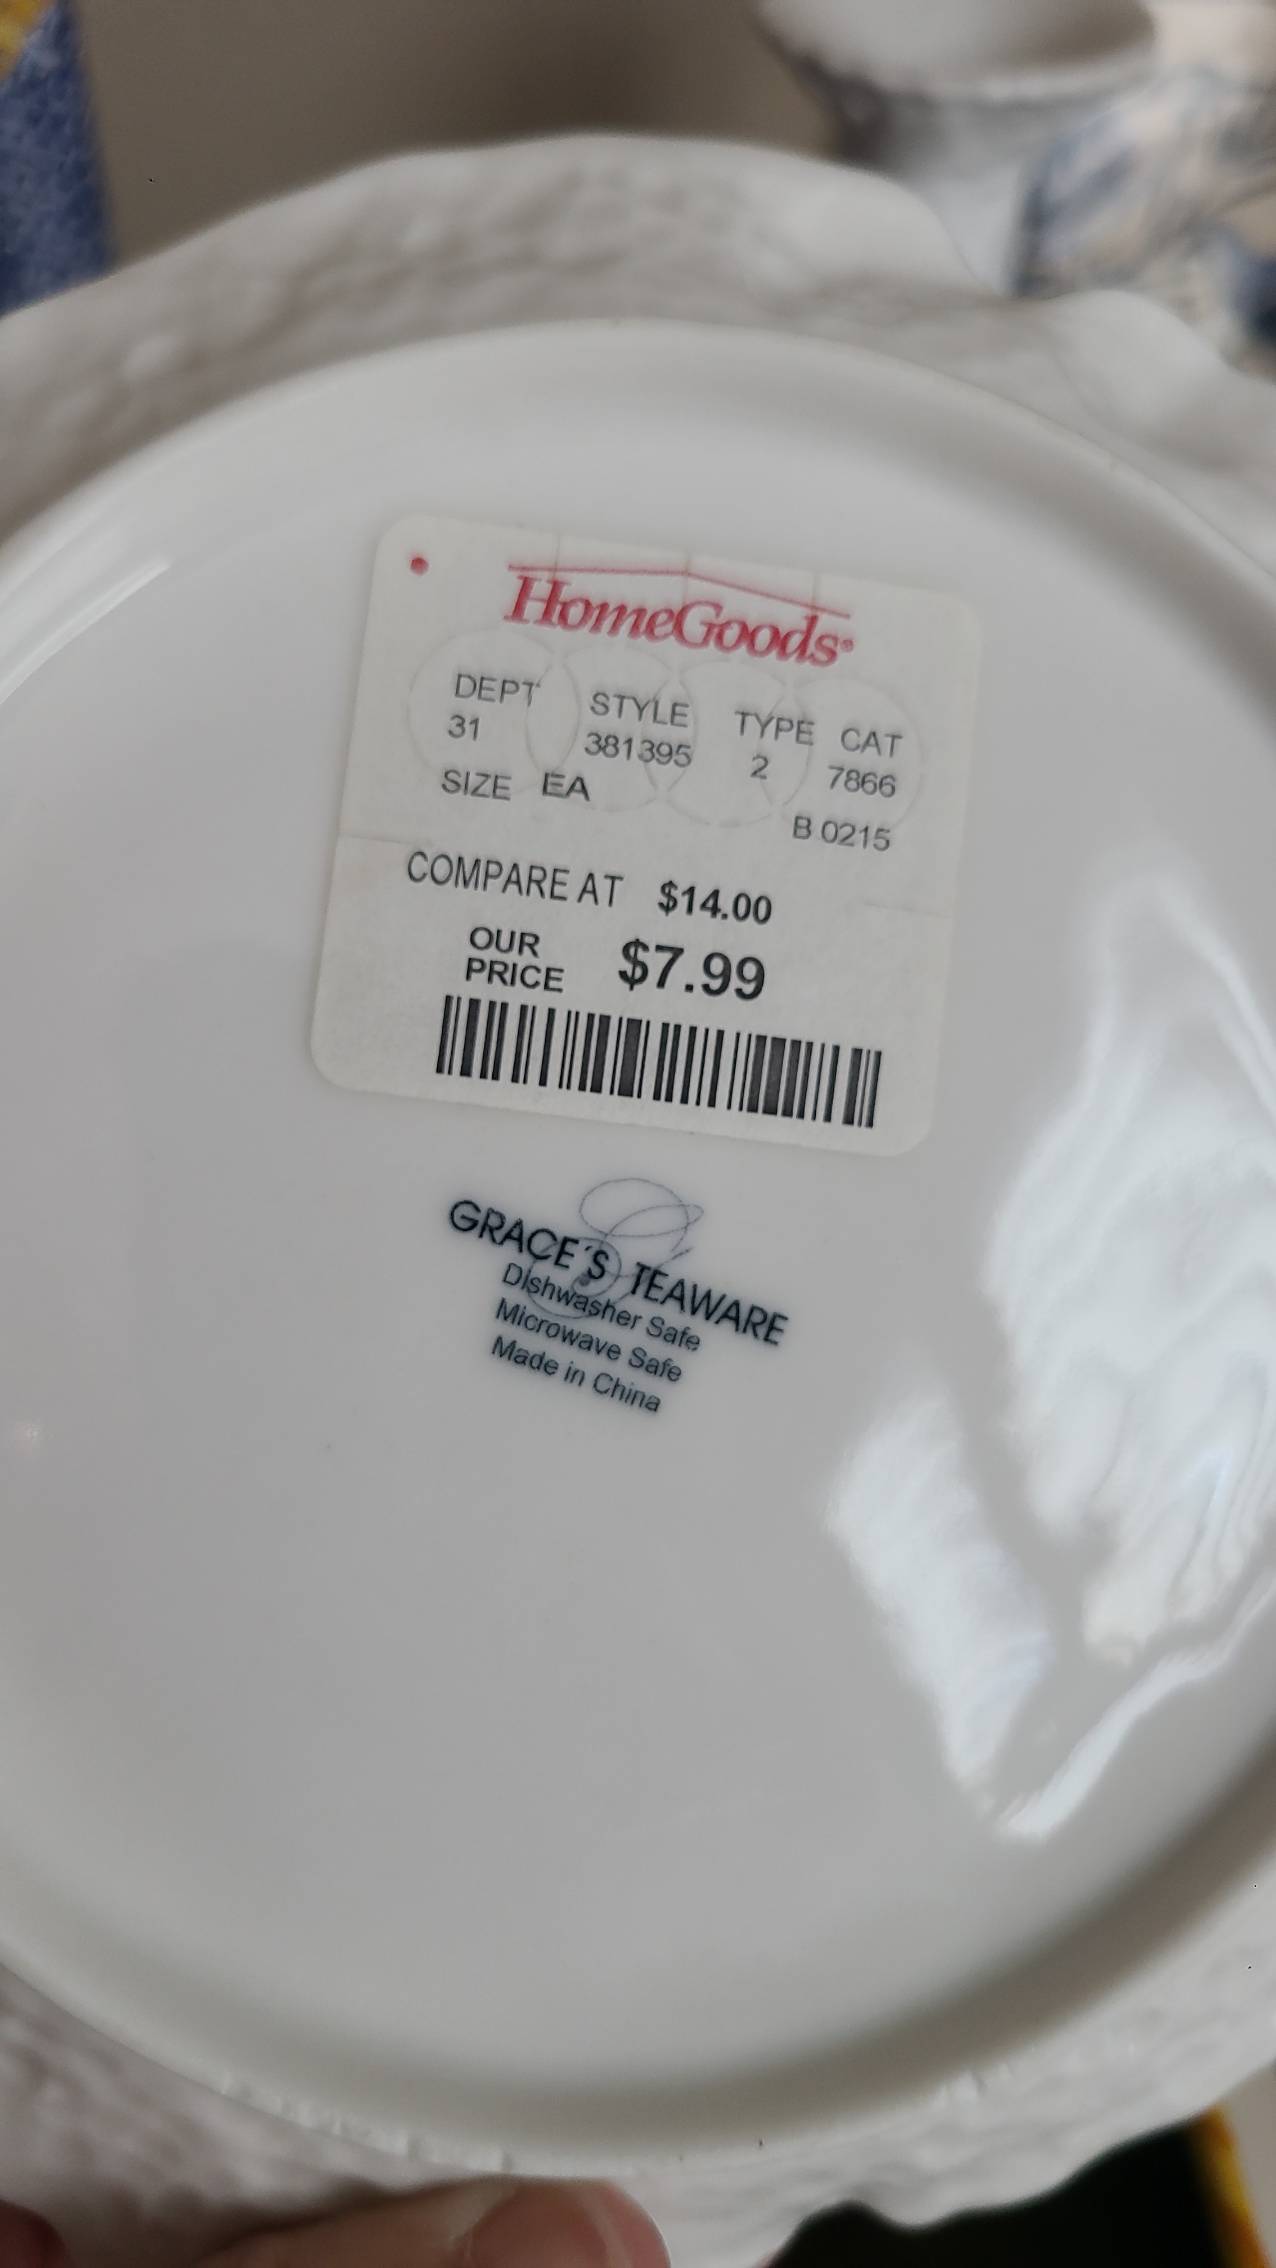 HomeGoods®
DEPT STYLE TYPE CAT
31 381395 2 7866
SIZE EA
B 0215
COMPARE AT $14.00
OUR PRICE $7.99
GRACE'S TEAWARE
Dishwasher Safe
Microwave Safe
Made in China